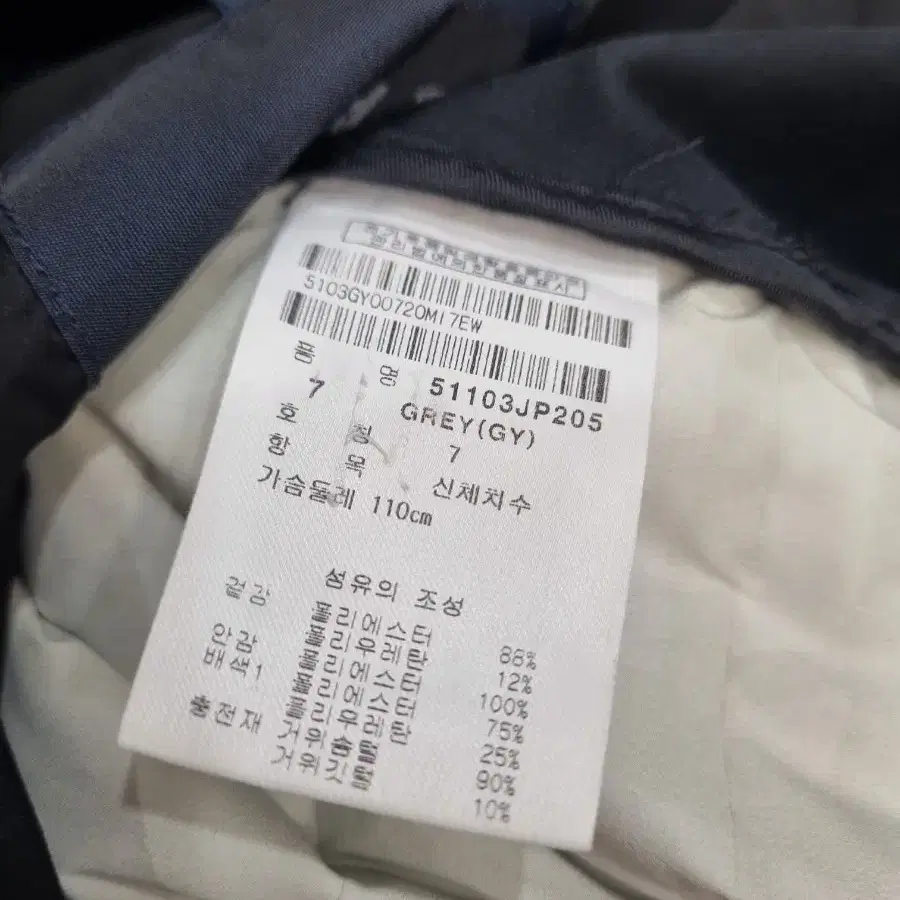 5103GY00720MI7EW
품 명 51103JP205
7 GREY(GY)
호 칭 7
항 목 신체치수
가슴둘레 110cm
섬유의 조성
겉감 폴리에스터 88%
폴리우레탄 12%
안감 폴리에스터 100%
배색1 폴리에스터 75%
폴리우레탄 25%
충전재 거위솜털 90%
거위깃털 10%